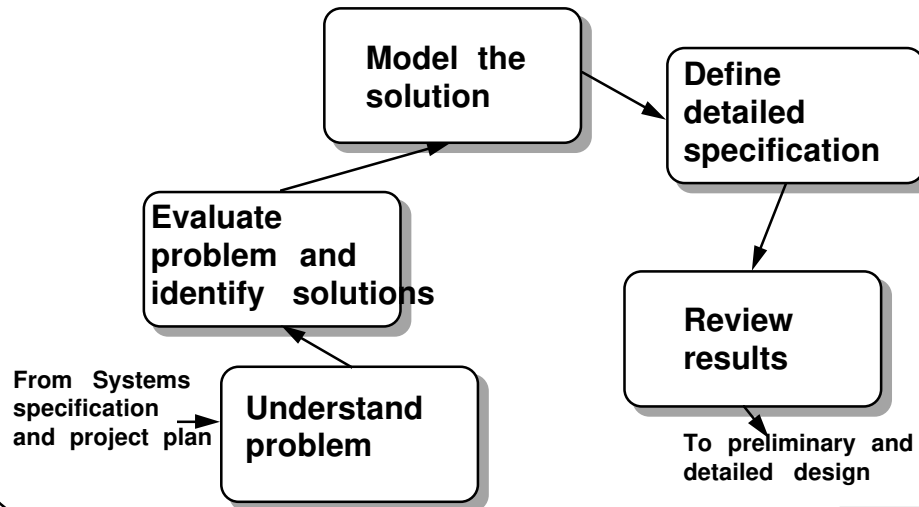 From Systems
specification
and project plan
Understand
problem
Evaluate
problem and
identify solutions
Model the
solution
Define
detailed
specification
Review
results
To preliminary and
detailed design